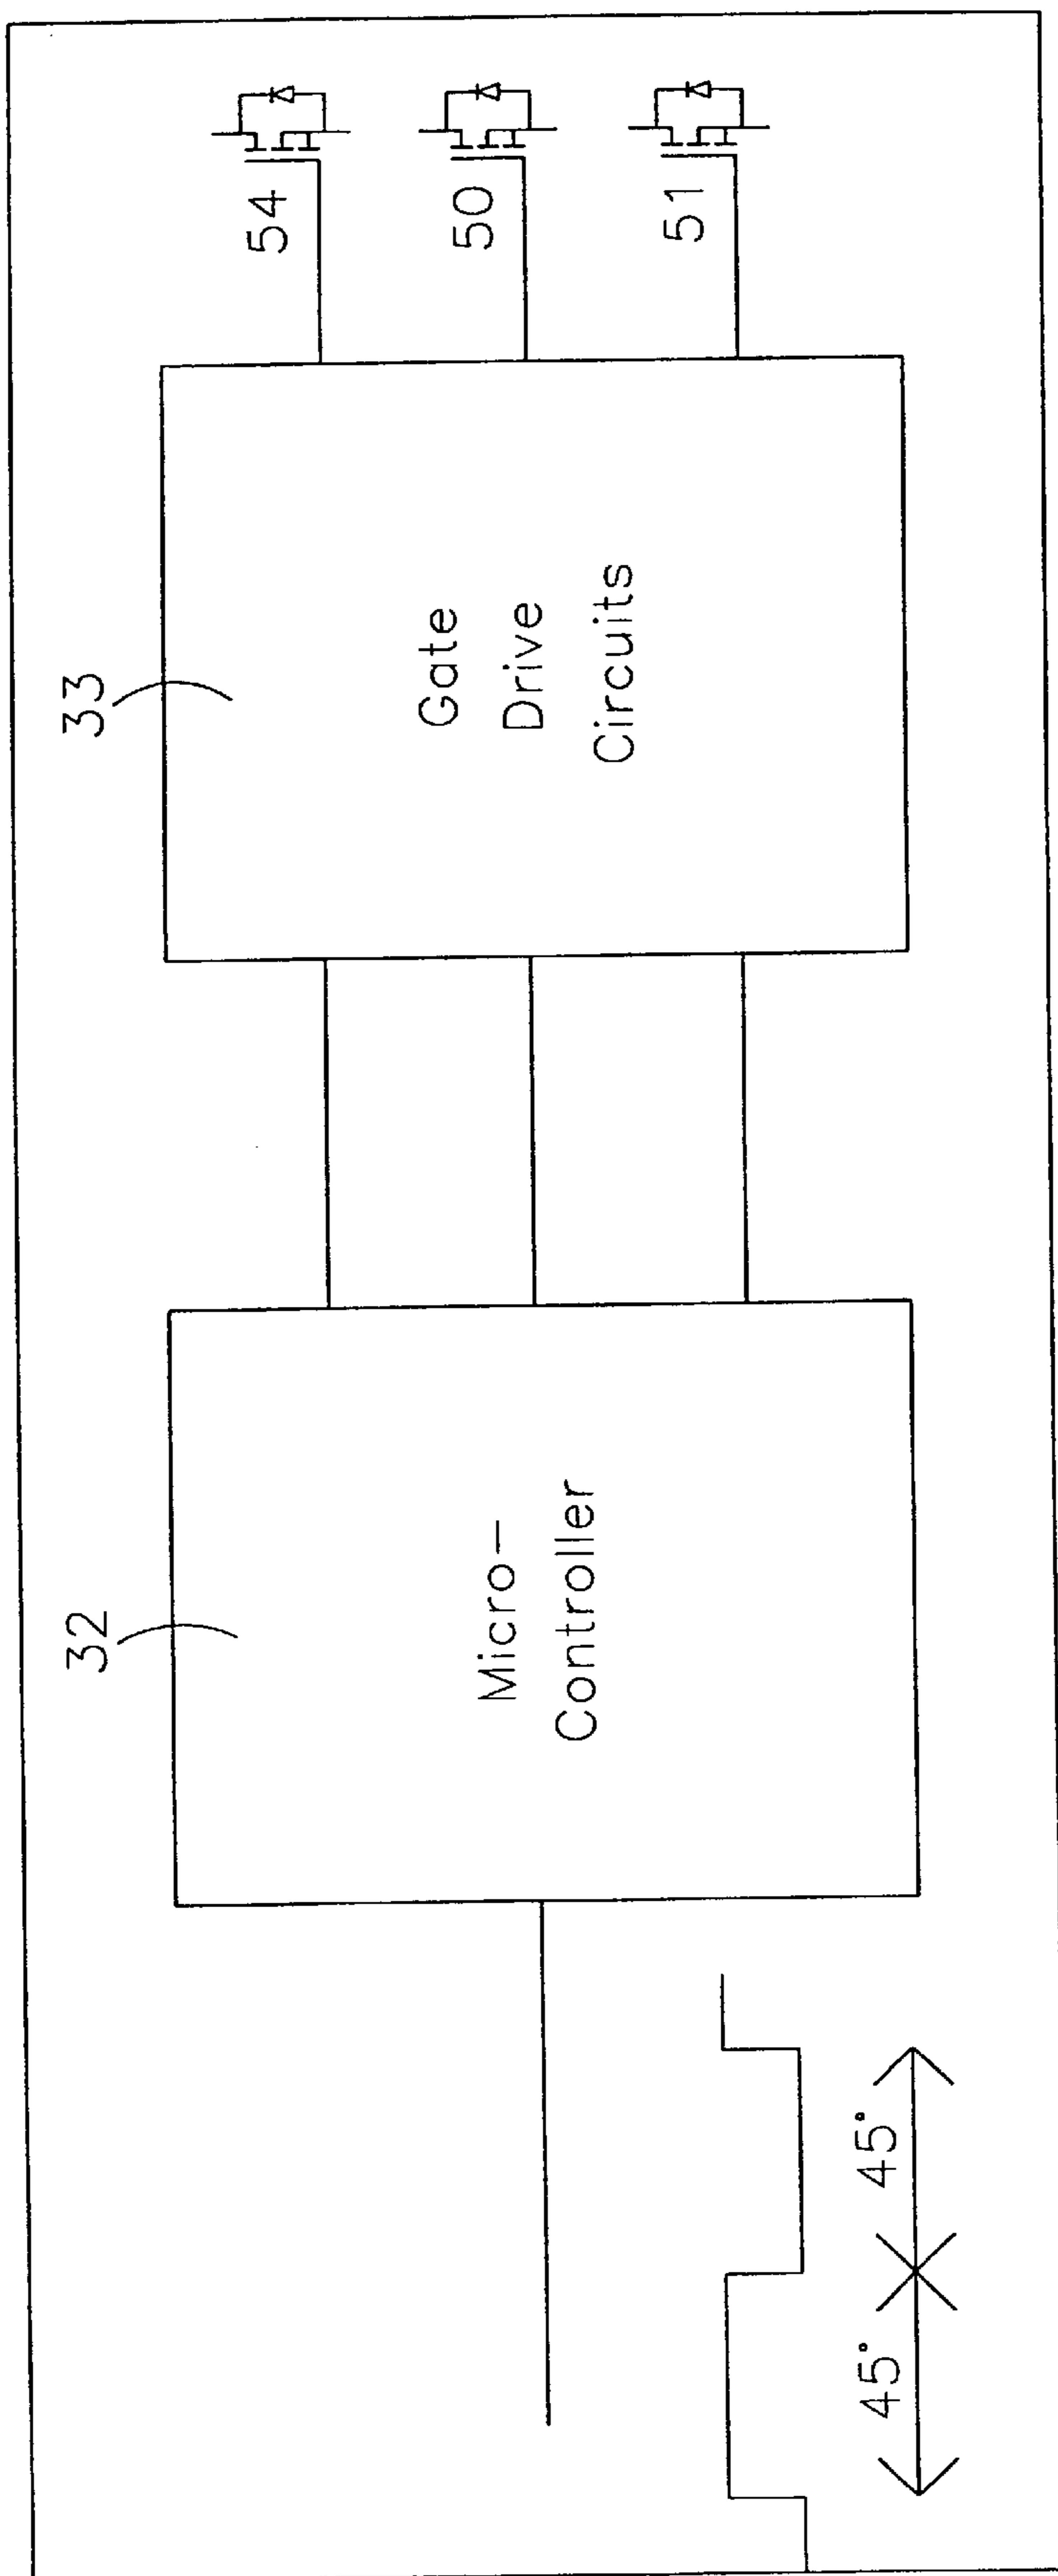 32
33
Micro-
Controller
Gate
Drive
Circuits
54
50
51
45°
45°